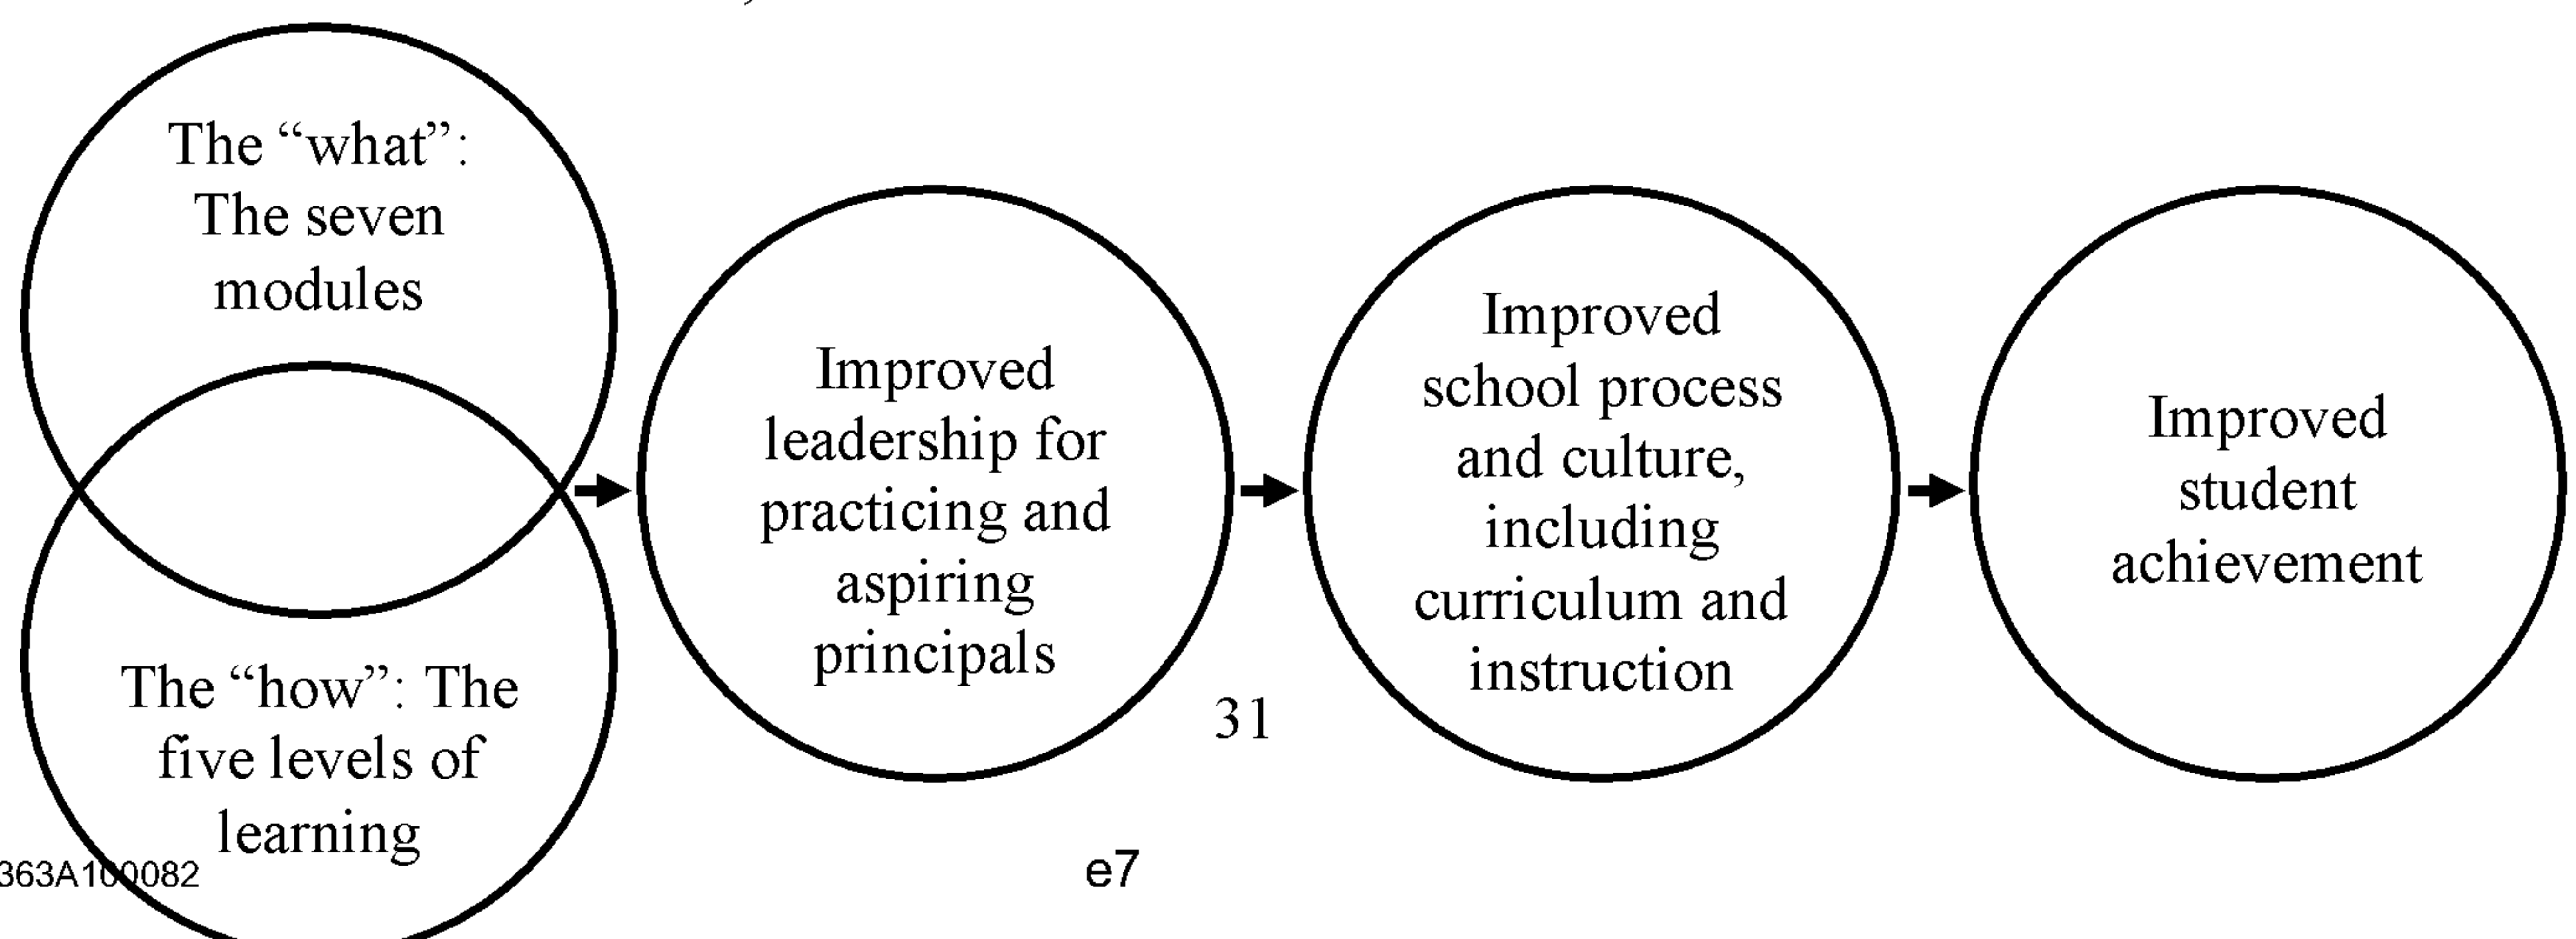 The “what”:
The seven
modules
The “how”: The
five levels of
learning
Improved
leadership for
practicing and
aspiring
principals
Improved
school process
and culture,
including
curriculum and
instruction
Improved
student
achievement
31
363A100082
e7